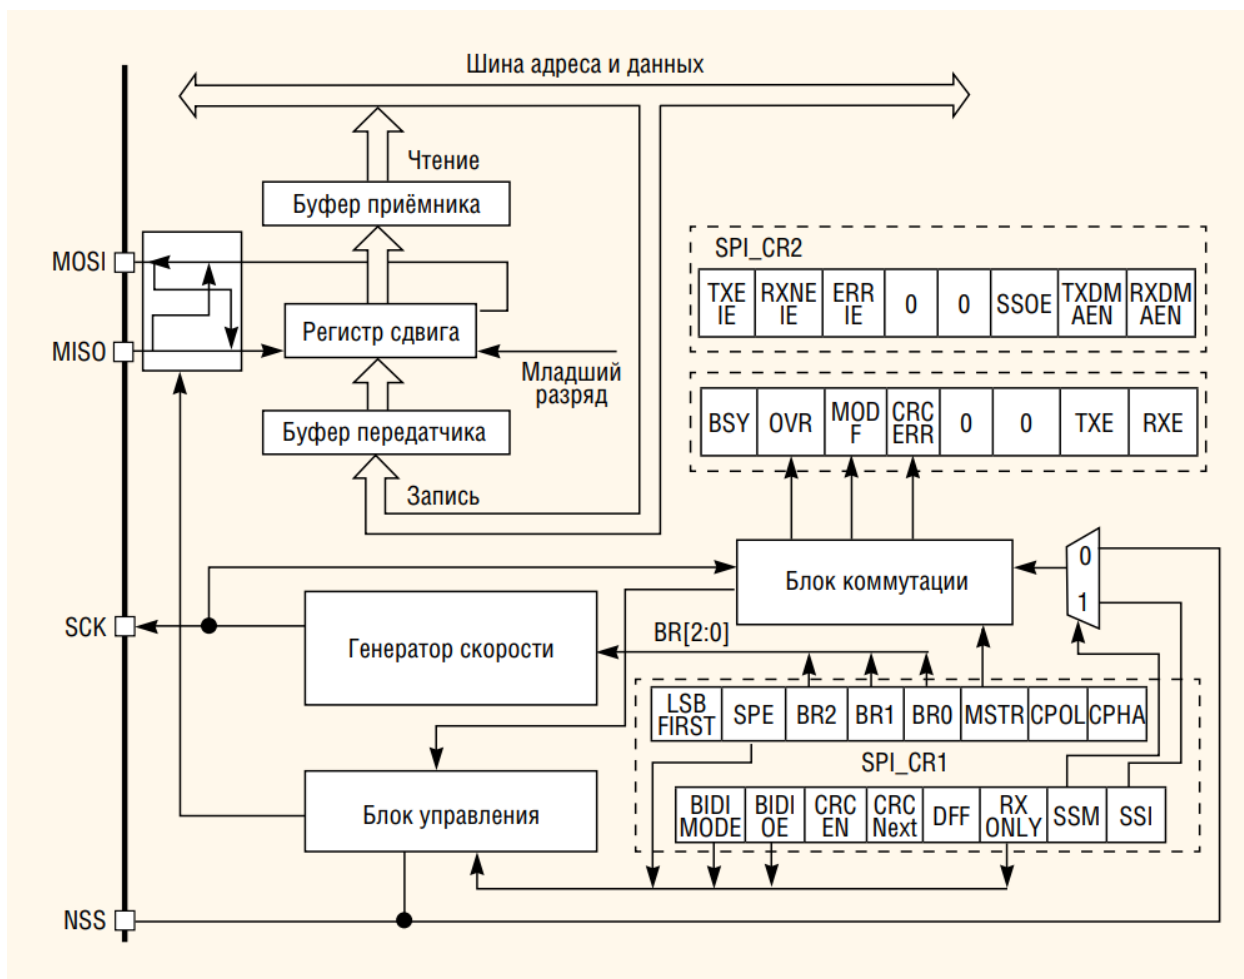 Шина адреса и данных
Чтение
Буфер приёмника
MOSI
SPI_CR2
TXE
IE
RXNE
IE
ERR
IE
0
0
SSOE
TXDM
AEN
RXDM
AEN
Регистр сдвига
MISO
Младший
разряд
BSY
OVR
MOD
F
CRC
ERR
0
0
TXE
RXE
Буфер передатчика
Запись
Блок коммутации
0
1
SCK
Генератор скорости
BR[2:0]
LSB
FIRST
SPE
BR2
BR1
BR0
MSTR
CPOL
CPHA
SPI_CR1
Блок управления
BIDI
MODE
BIDI
OE
CRC
EN
CRC
Next
DFF
RX
ONLY
SSM
SSI
NSS